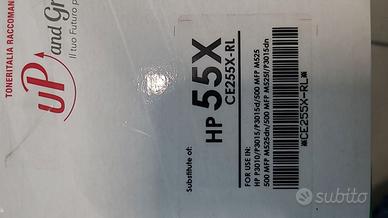 TONERITALIA RACCOMAN
UP and Gr
Il tuo Futuro p
Substitute of:
HP 55X
CE255X-RL
FOR USE IN:
HP P3010/P3015/P3015d/500 MFP M525
500 MFP M525dn/500 MFP M525f/P3015dn
*CE255X-RL*
subito